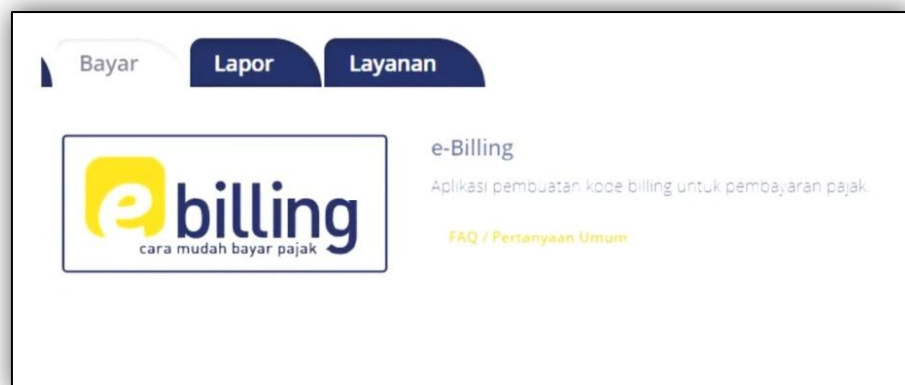 Bayar Lapor Layanan
e-Billing
Aplikasi pembuatan kode billing untuk pembayaran pajak.
FAQ / Pertanyaan Umum
e billing
cara mudah bayar pajak